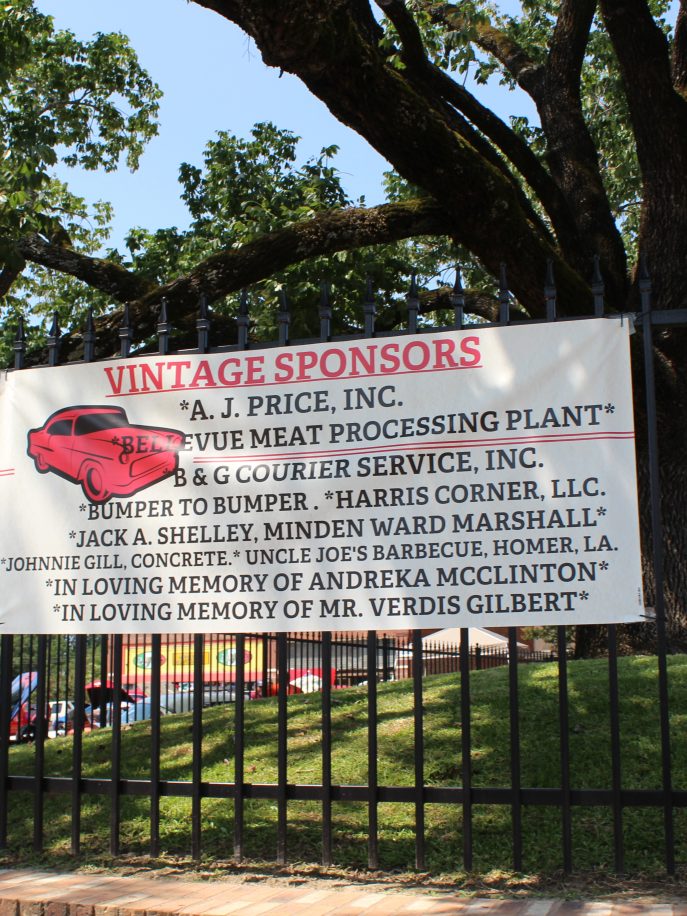 VINTAGE SPONSORS
*A. J. PRICE, INC.
*BELLEVUE MEAT PROCESSING PLANT*
B & G COURIER SERVICE, INC.
*BUMPER TO BUMPER . *HARRIS CORNER, LLC.
*JACK A. SHELLEY, MINDEN WARD MARSHALL*
*JOHNNIE GILL, CONCRETE.* UNCLE JOE'S BARBECUE, HOMER, LA.
*IN LOVING MEMORY OF ANDREKA MCCLINTON*
*IN LOVING MEMORY OF MR. VERDIS GILBERT*